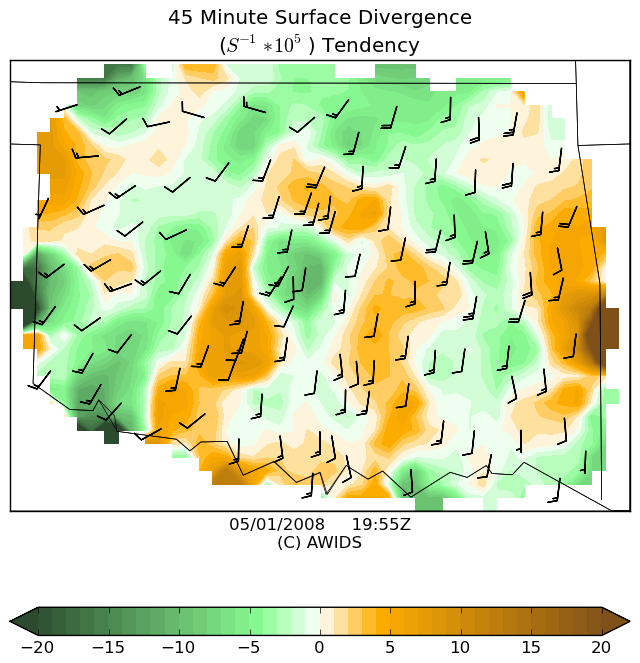 45 Minute Surface Divergence
(S⁻¹ ∗ 10⁵ ) Tendency
05/01/2008 19:55Z
(C) AWIDS
−20 −15 −10 −5 0 5 10 15 20